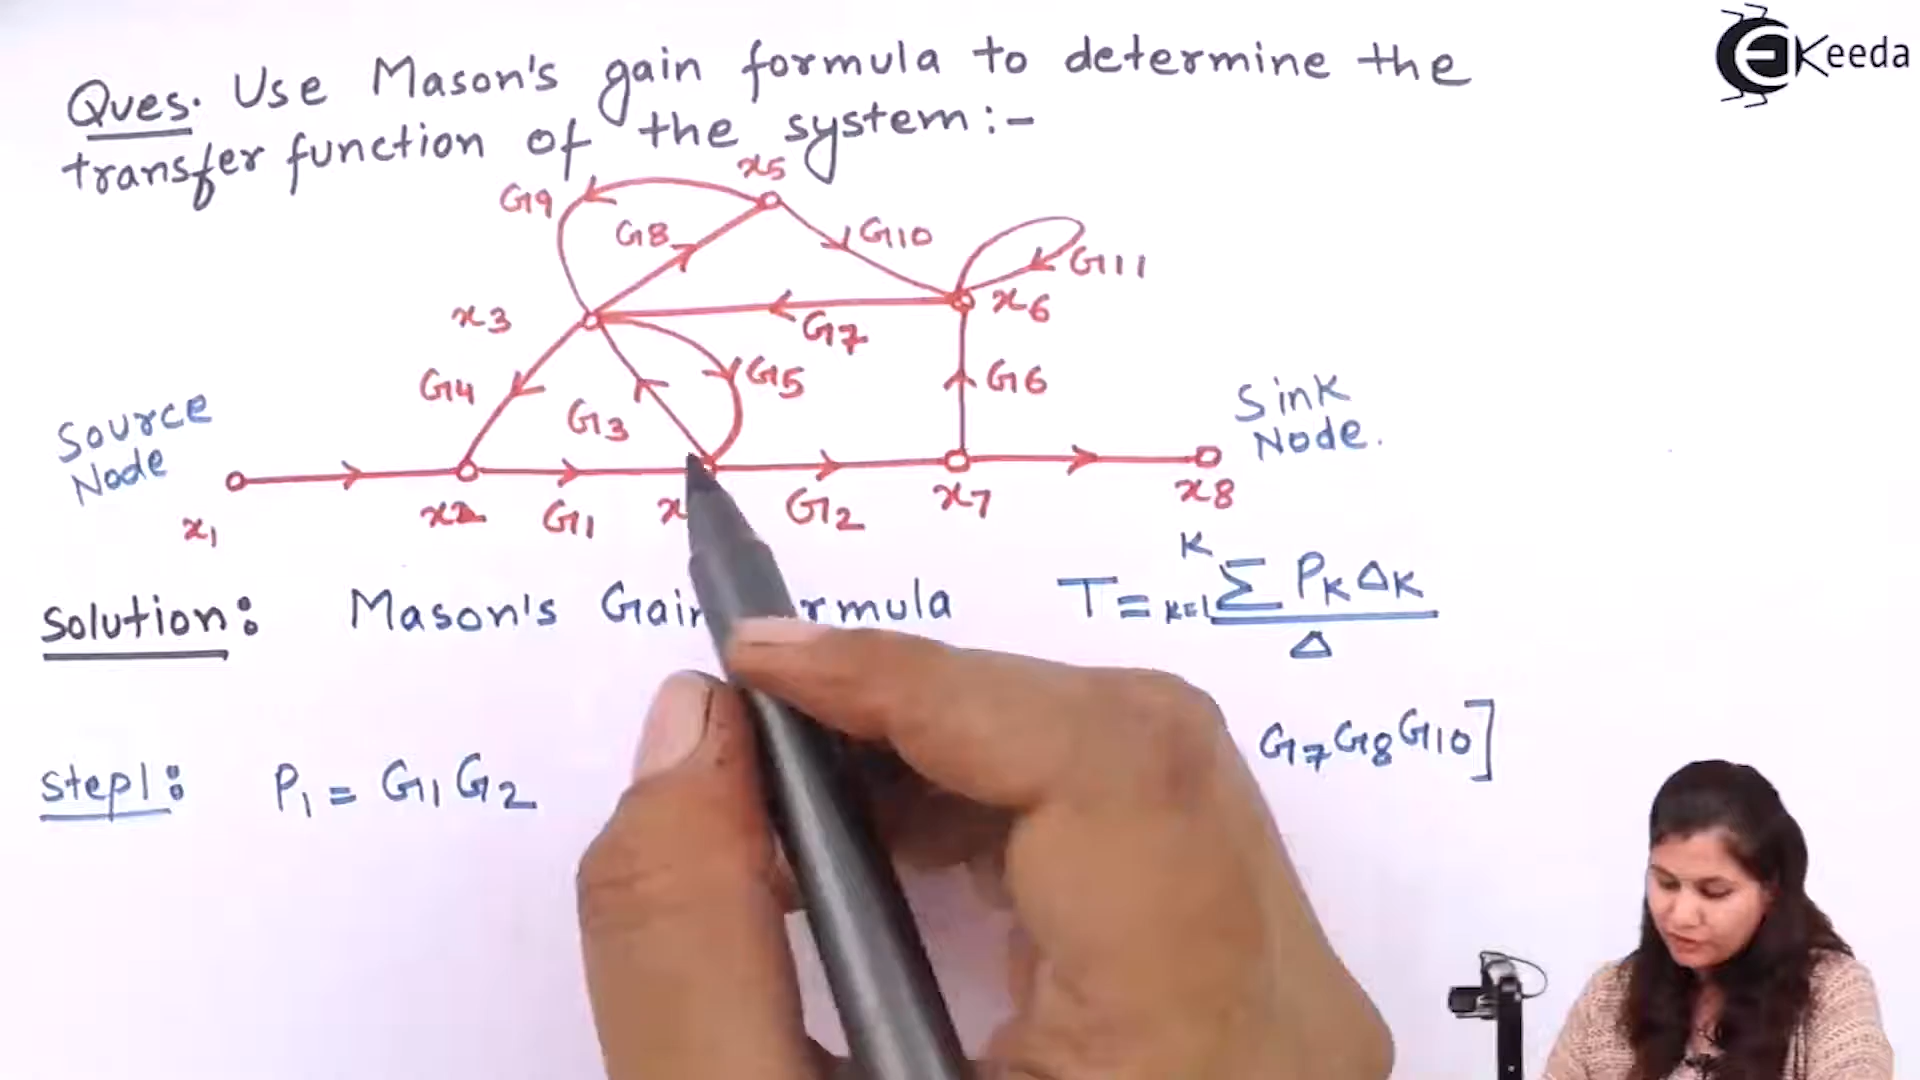 Keeda
Ques. Use Mason's gain formula to determine the
transfer function of the system:-
x5
G9
G8
G10
G11
x3
x6
G7
G4
G5
G6
G3
Source
Node
Sink
Node.
x1
x2
G1
x
G2
x7
x8
Solution: Mason's Gain rmula T = K Σ k=1 PK ΔK / Δ
G7 G8 G10]
Step1: P1 = G1 G2